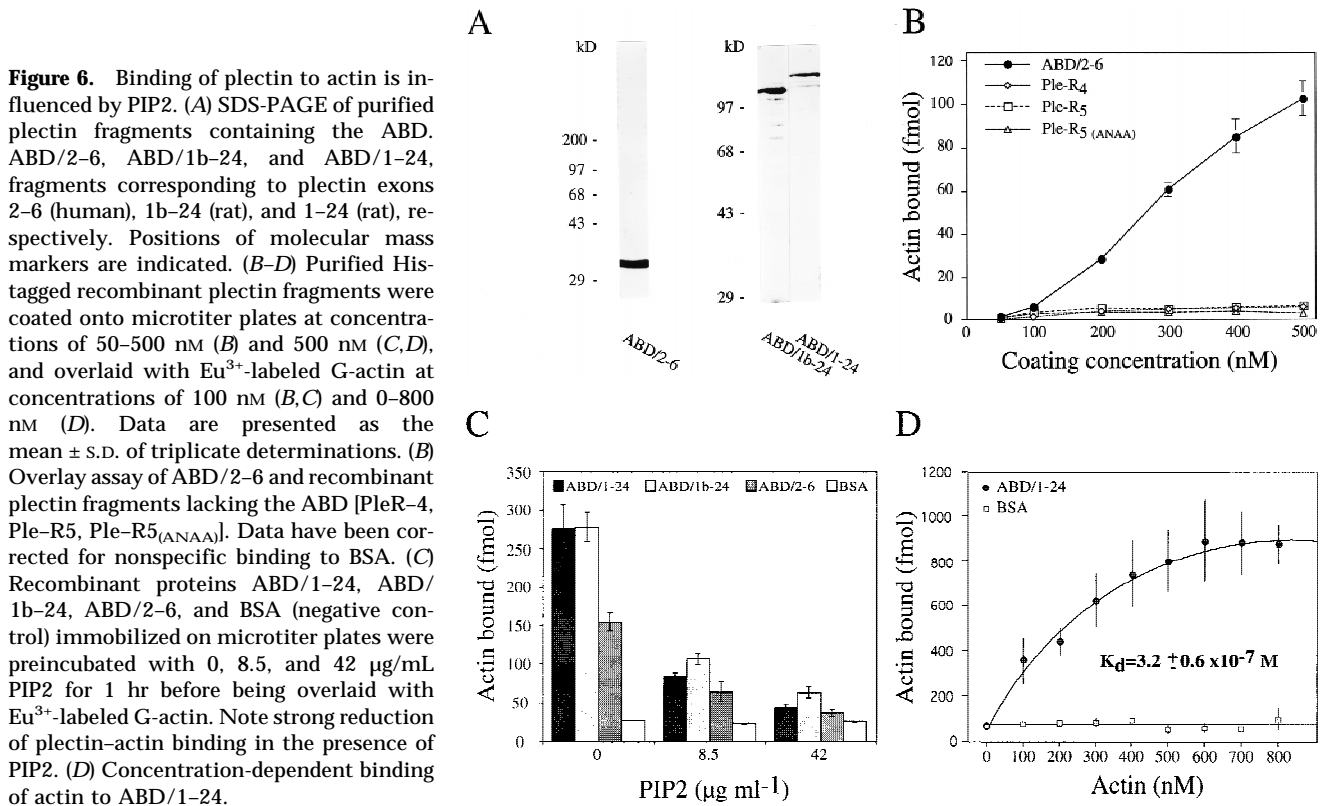 Figure 6. Binding of plectin to actin is in-
fluenced by PIP2. (A) SDS-PAGE of purified
plectin fragments containing the ABD.
ABD/2–6, ABD/1b–24, and ABD/1–24,
fragments corresponding to plectin exons
2–6 (human), 1b–24 (rat), and 1–24 (rat), re-
spectively. Positions of molecular mass
markers are indicated. (B–D) Purified His-
tagged recombinant plectin fragments were
coated onto microtiter plates at concentra-
tions of 50–500 nM (B) and 500 nM (C,D),
and overlaid with Eu³⁺-labeled G-actin at
concentrations of 100 nM (B,C) and 0–800
nM (D). Data are presented as the
mean ± S.D. of triplicate determinations. (B)
Overlay assay of ABD/2–6 and recombinant
plectin fragments lacking the ABD [PleR–4,
Ple–R5, Ple–R5(ANAA)]. Data have been cor-
rected for nonspecific binding to BSA. (C)
Recombinant proteins ABD/1–24, ABD/
1b–24, ABD/2–6, and BSA (negative con-
trol) immobilized on microtiter plates were
preincubated with 0, 8.5, and 42 µg/mL
PIP2 for 1 hr before being overlaid with
Eu³⁺-labeled G-actin. Note strong reduction
of plectin–actin binding in the presence of
PIP2. (D) Concentration-dependent binding
of actin to ABD/1–24.
A
kD
200 -
97 -
68 -
43 -
29 -
ABD/2-6
kD
97 -
68 -
43 -
29 -
ABD/1b-24
ABD/1-24
B
Actin bound (fmol)
120
100
80
60
40
20
0
ABD/2-6
Ple-R4
Ple-R5
Ple-R5 (ANAA)
0 100 200 300 400 500
Coating concentration (nM)
C
Actin bound (fmol)
350
300
250
200
150
100
50
0
ABD/1-24 ABD/1b-24 ABD/2-6 BSA
0 8.5 42
PIP2 (µg ml-1)
D
Actin bound (fmol)
1200
1000
800
600
400
200
0
ABD/1-24
BSA
Kd=3.2 ±0.6 x10-7 M
0 100 200 300 400 500 600 700 800
Actin (nM)